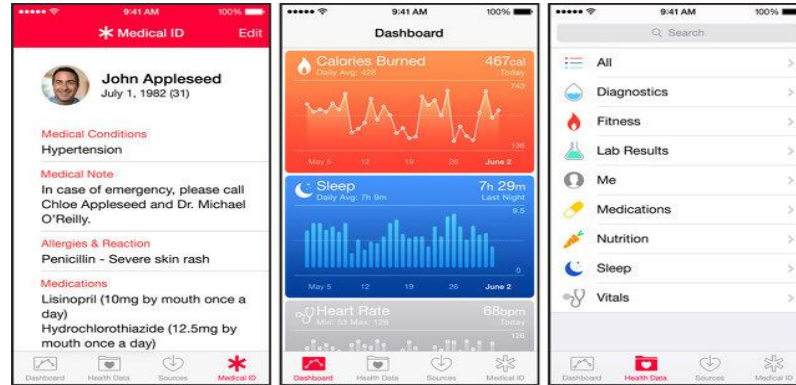 9:41 AM 100%
Medical ID Edit
John Appleseed
July 1, 1982 (31)
Medical Conditions
Hypertension
Medical Note
In case of emergency, please call
Chloe Appleseed and Dr. Michael
O'Reilly.
Allergies & Reaction
Penicillin - Severe skin rash
Medications
Lisinopril (10mg by mouth once a
day)
Hydrochlorothiazide (12.5mg by
mouth once a day)
Dashboard Health Data Sources Medical ID
9:41 AM 100%
Dashboard
Calories Burned 467cal
Daily Avg: 428 Today
740
136
May 5 12 19 26 June 2
Sleep 7h 29m
Daily Avg: 7h 9m Last Night
9.5
0
May 5 12 19 26 June 2
Heart Rate 68bpm
Min: 53 Max: 126 Today
126
Dashboard Health Data Sources Medical ID
9:41 AM 100%
Search
All
Diagnostics
Fitness
Lab Results
Me
Medications
Nutrition
Sleep
Vitals
Dashboard Health Data Sources Medical ID